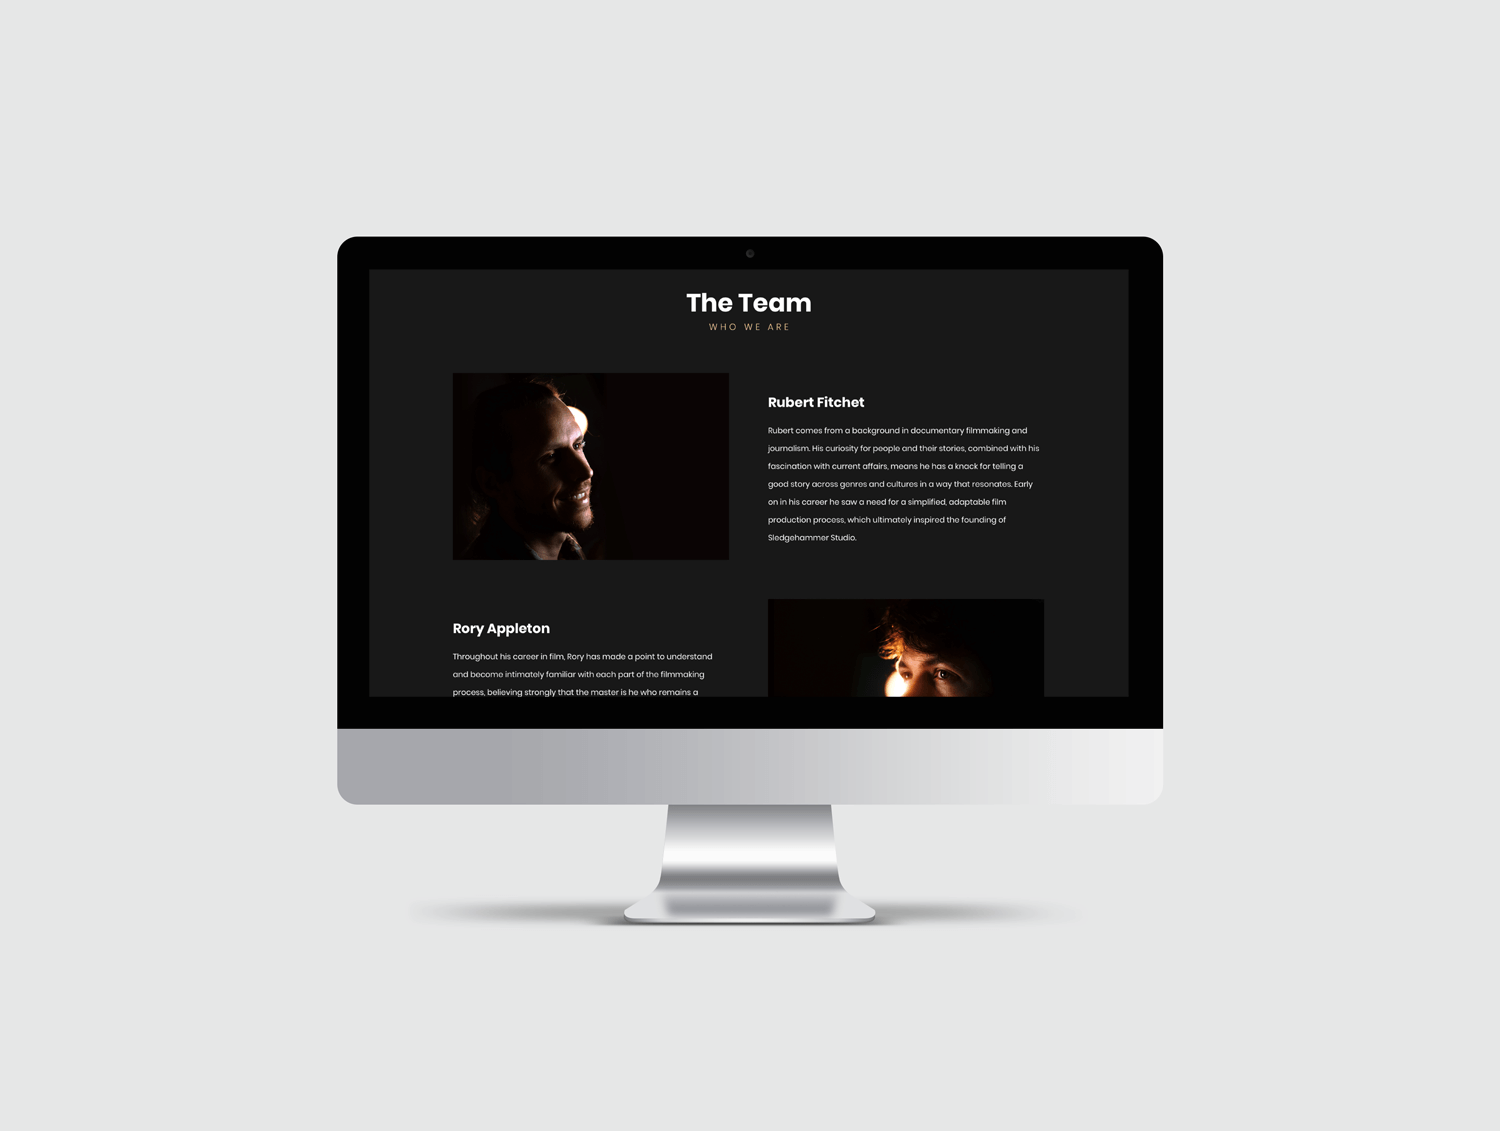 The Team
WHO WE ARE
Rubert Fitchet
Rubert comes from a background in documentary filmmaking and
journalism. His curiosity for people and their stories, combined with his
fascination with current affairs, means he has a knack for telling a
good story across genres and cultures in a way that resonates. Early
on in his career he saw a need for a simplified, adaptable film
production process, which ultimately inspired the founding of
Sledgehammer Studio.
Rory Appleton
Throughout his career in film, Rory has made a point to understand
and become intimately familiar with each part of the filmmaking
process, believing strongly that the master is he who remains a